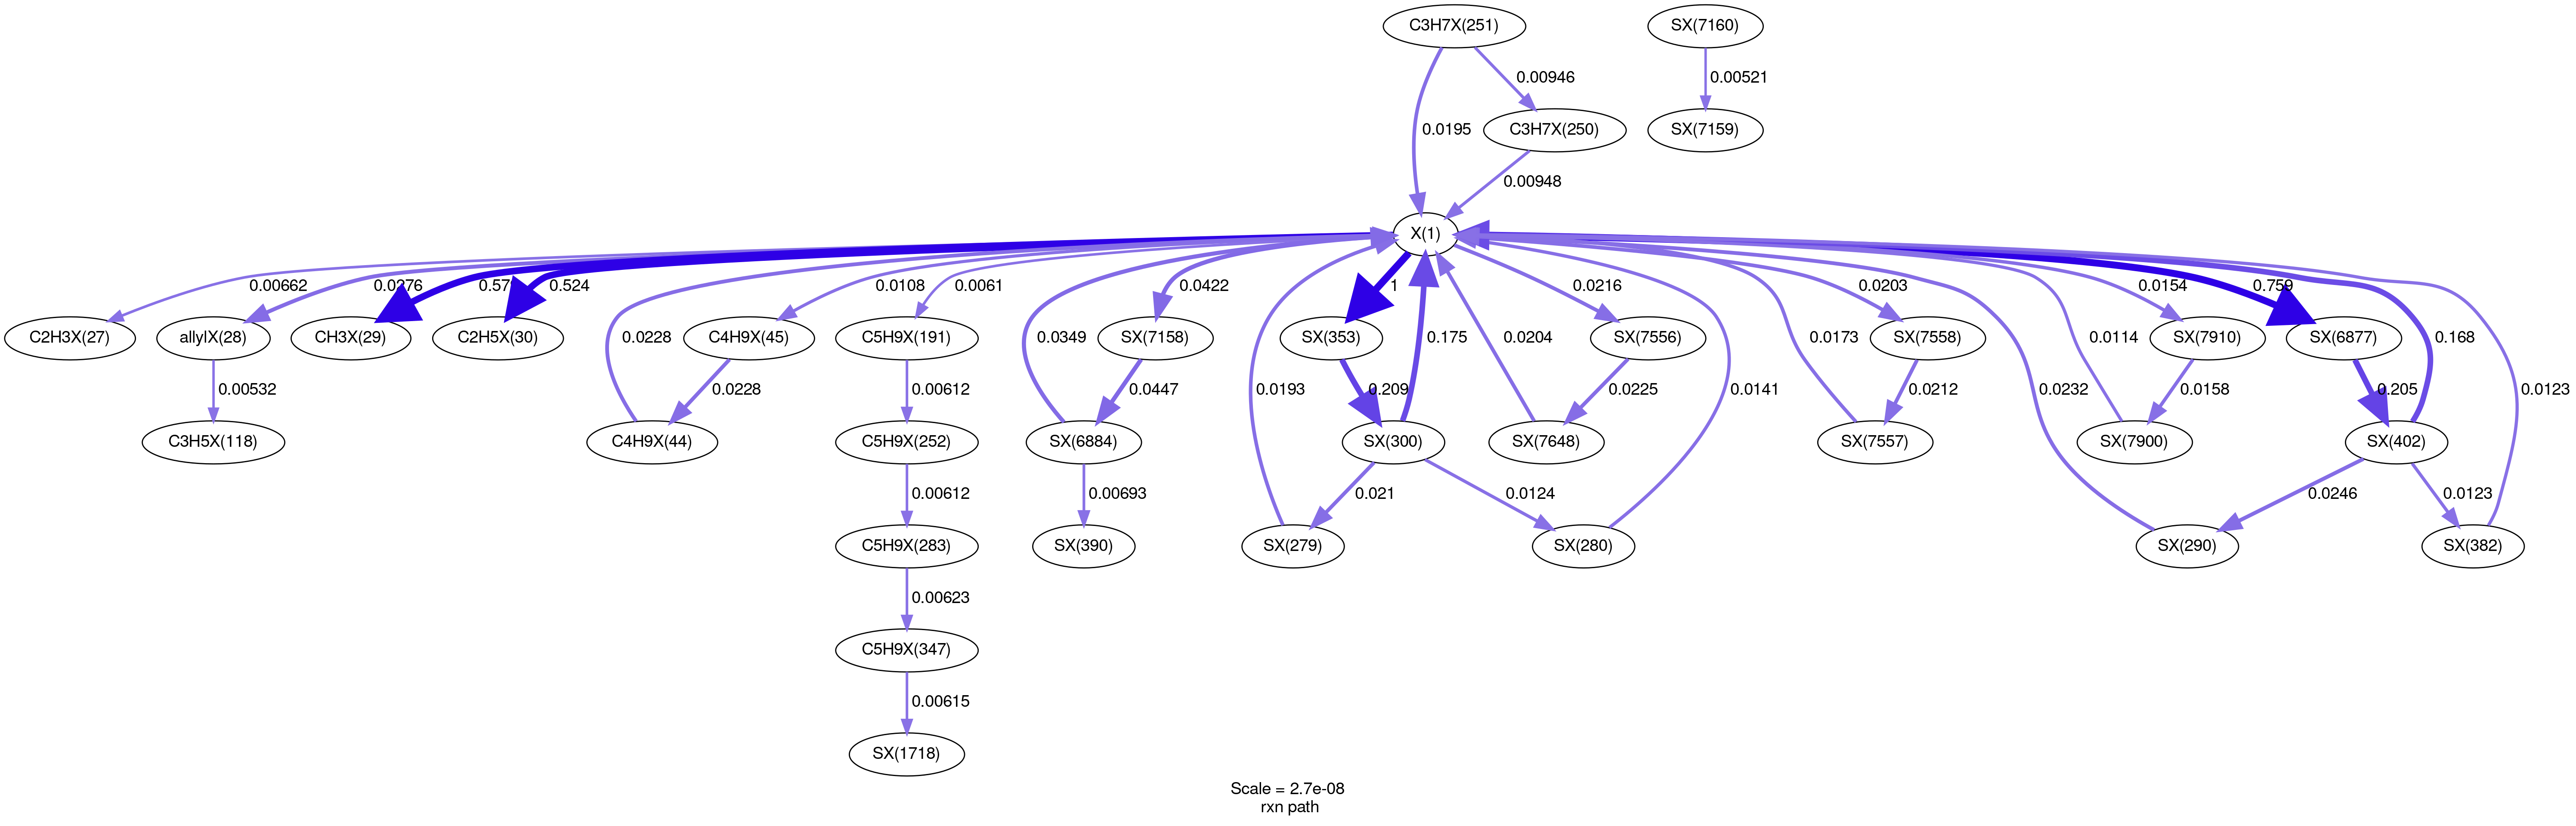 C3H7X(251)
SX(7160)
0.00946
0.00521
0.0195
C3H7X(250)
SX(7159)
0.00948
X(1)
0.00662
0.0276
0.524
0.0108
0.0061
0.0422
1
0.0216
0.0203
0.0154
0.759
C2H3X(27)
allylX(28)
CH3X(29)
C2H5X(30)
0.0228
C4H9X(45)
C5H9X(191)
0.0349
SX(7158)
SX(353)
0.175
0.0204
SX(7556)
0.0173
SX(7558)
0.0114
SX(7910)
SX(6877)
0.168
0.00532
0.0228
0.00612
0.0447
0.0193
0.209
0.0225
0.0141
0.0212
0.0158
0.205
0.0123
C3H5X(118)
C4H9X(44)
C5H9X(252)
SX(6884)
SX(300)
SX(7648)
SX(7557)
SX(7900)
SX(402)
0.0232
0.00612
0.00693
0.021
0.0124
0.0246
0.0123
C5H9X(283)
SX(390)
SX(279)
SX(280)
SX(290)
SX(382)
0.00623
C5H9X(347)
0.00615
SX(1718)
Scale = 2.7e-08
rxn path